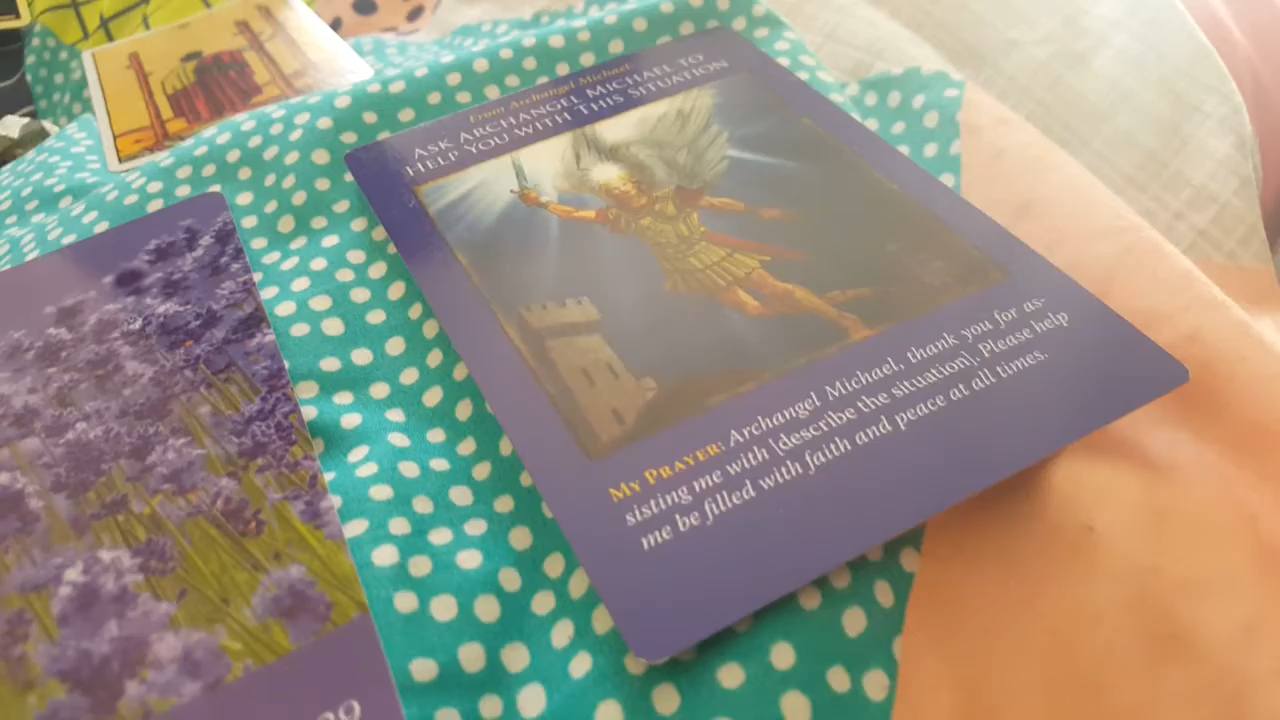 From Archangel Michael
ASK ARCHANGEL MICHAEL TO
HELP YOU WITH THIS SITUATION
MY PRAYER: Archangel Michael, thank you for as-
sisting me with [describe the situation]. Please help
me be filled with faith and peace at all times.
39